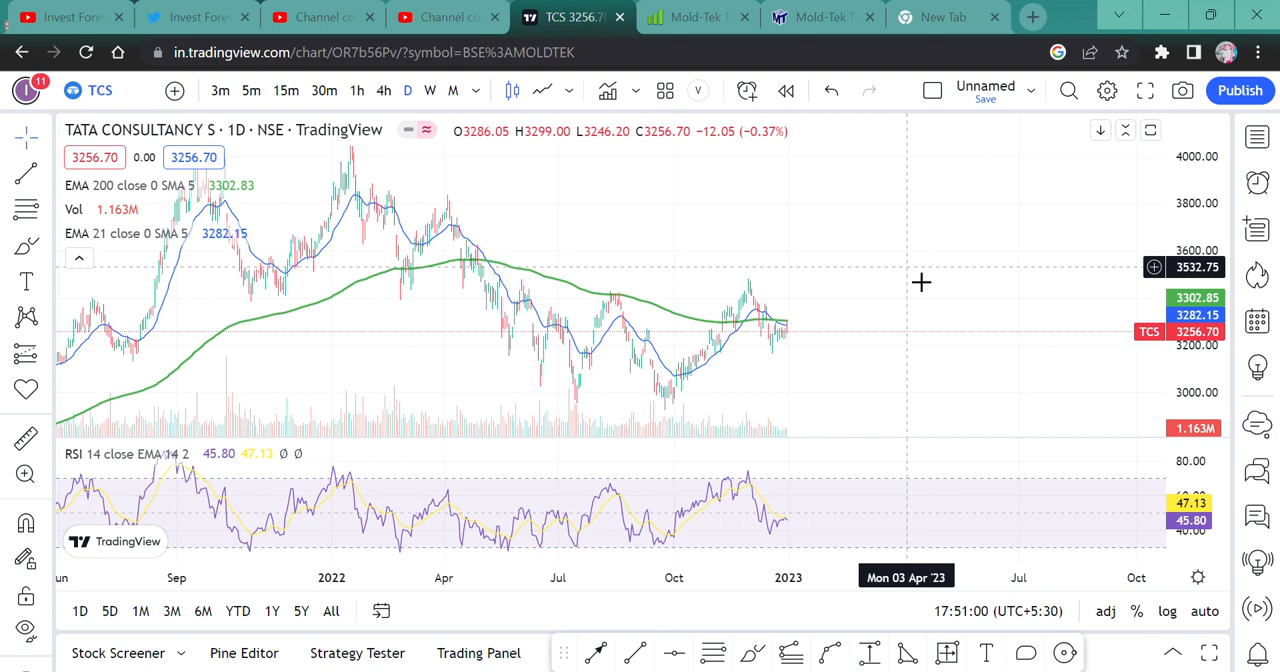 Invest Fore
Invest Fore
Channel co
Channel co
TCS 3256.7
Mold-Tek T
Mold-Tek T
New Tab
in.tradingview.com/chart/OR7b56Pv/?symbol=BSE%3AMOLDTEK
11
I
TCS
3m 5m 15m 30m 1h 4h D W M
V
Unnamed
Save
Publish
TATA CONSULTANCY S · 1D · NSE · TradingView
O3286.05 H3299.00 L3246.20 C3256.70 −12.05 (−0.37%)
3256.70 0.00 3256.70
EMA 200 close 0 SMA 5 3302.83
Vol 1.163M
EMA 21 close 0 SMA 5 3282.15
4000.00
3800.00
3600.00
3532.75
3302.85
3282.15
TCS 3256.70
3200.00
3000.00
1.163M
RSI 14 close EMA 14 2 45.80 47.13 Ø Ø
80.00
47.13
45.80
40.00
TradingView
un Sep 2022 Apr Jul Oct 2023 Mon 03 Apr '23 Jul Oct
1D 5D 1M 3M 6M YTD 1Y 5Y All
17:51:00 (UTC+5:30) adj % log auto
Stock Screener Pine Editor Strategy Tester Trading Panel